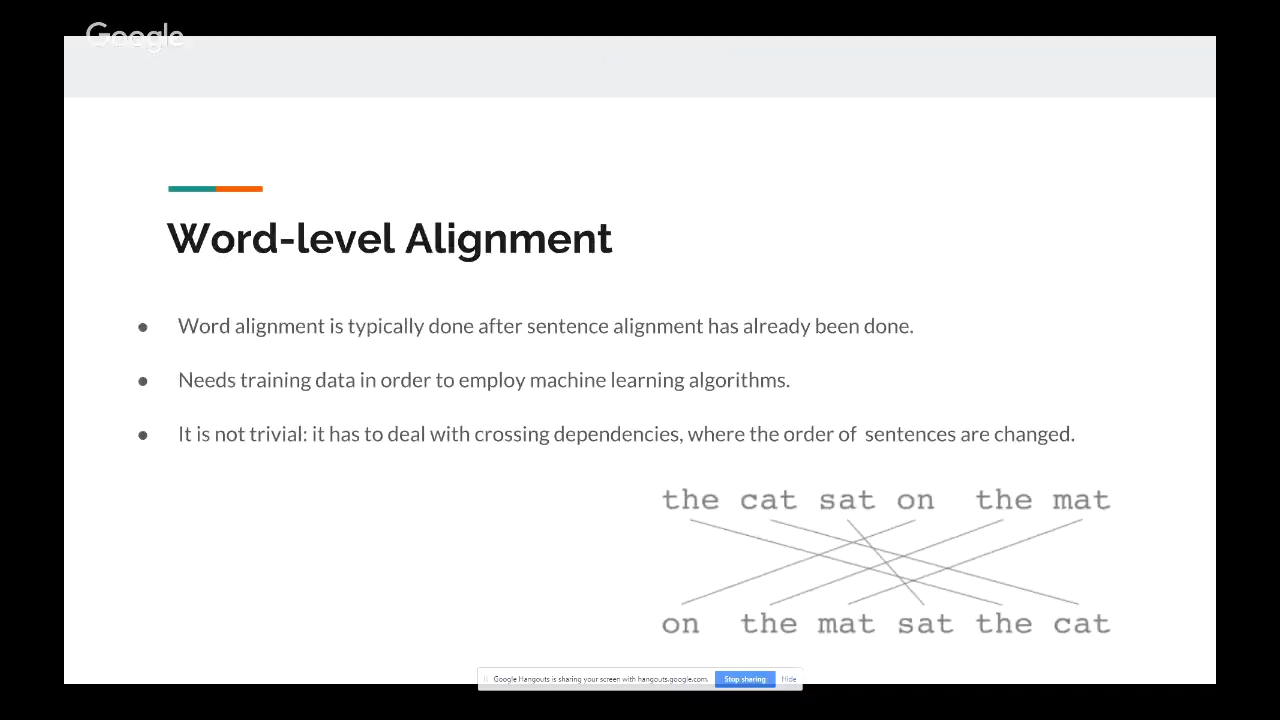 Google
Word-level Alignment
● Word alignment is typically done after sentence alignment has already been done.
● Needs training data in order to employ machine learning algorithms.
● It is not trivial: it has to deal with crossing dependencies, where the order of sentences are changed.
the cat sat on the mat
on the mat sat the cat
Google Hangouts is sharing your screen with hangouts.google.com. Stop sharing Hide